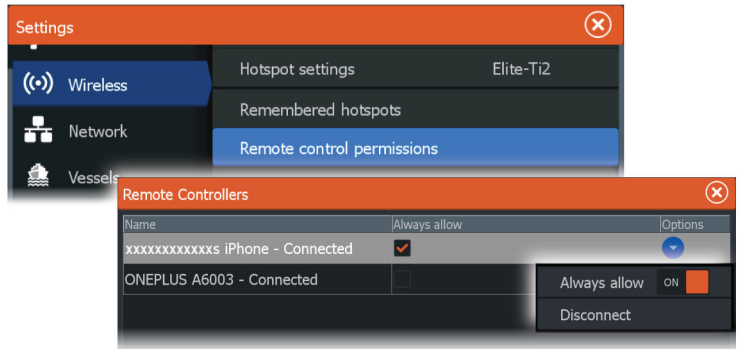 Settings
Wireless
Network
Vessels
Hotspot settings Elite-Ti2
Remembered hotspots
Remote control permissions
Remote Controllers
Name Always allow Options
xxxxxxxxxxxxs iPhone - Connected
ONEPLUS A6003 - Connected
Always allow ON
Disconnect